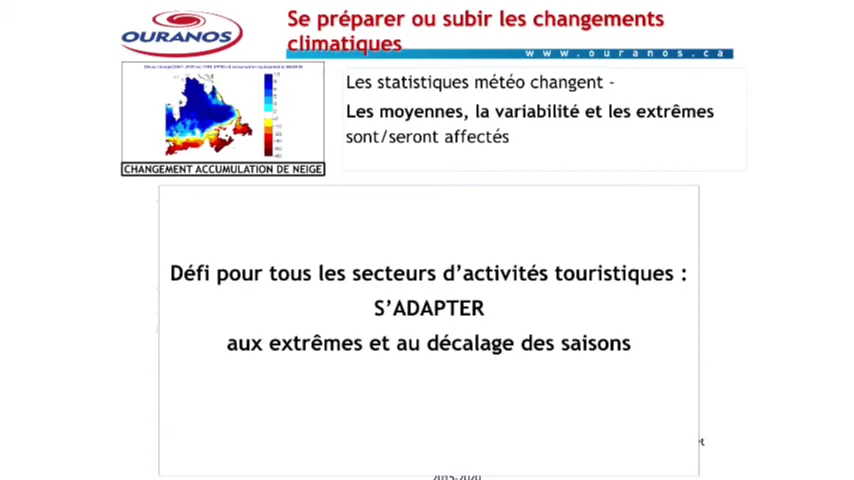 OURANOS
Se préparer ou subir les changements
climatiques
www.ouranos.ca
Les statistiques météo changent -
Les moyennes, la variabilité et les extrêmes
sont/seront affectés
CHANGEMENT ACCUMULATION DE NEIGE
Défi pour tous les secteurs d'activités touristiques :
S'ADAPTER
aux extrêmes et au décalage des saisons